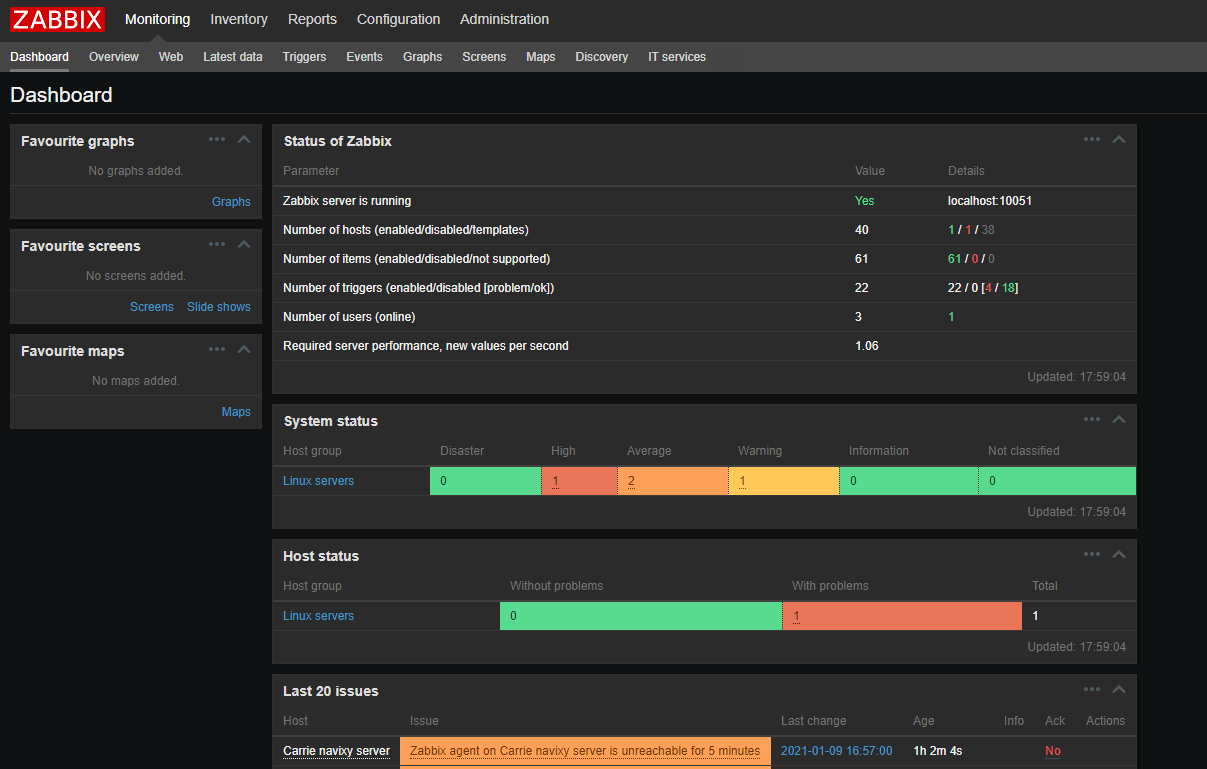 ZABBIX Monitoring Inventory Reports Configuration Administration
Dashboard Overview Web Latest data Triggers Events Graphs Screens Maps Discovery IT services
Dashboard
Favourite graphs
No graphs added.
Graphs
Favourite screens
No screens added.
Screens Slide shows
Favourite maps
No maps added.
Maps
Status of Zabbix
Parameter Value Details
Zabbix server is running Yes localhost:10051
Number of hosts (enabled/disabled/templates) 40 1 / 1 / 38
Number of items (enabled/disabled/not supported) 61 61 / 0 / 0
Number of triggers (enabled/disabled [problem/ok]) 22 22 / 0 [4 / 18]
Number of users (online) 3 1
Required server performance, new values per second 1.06
Updated: 17:59:04
System status
Host group Disaster High Average Warning Information Not classified
Linux servers 0 1 2 1 0 0
Updated: 17:59:04
Host status
Host group Without problems With problems Total
Linux servers 0 1 1
Updated: 17:59:04
Last 20 issues
Host Issue Last change Age Info Ack Actions
Carrie navixy server Zabbix agent on Carrie navixy server is unreachable for 5 minutes 2021-01-09 16:57:00 1h 2m 4s No